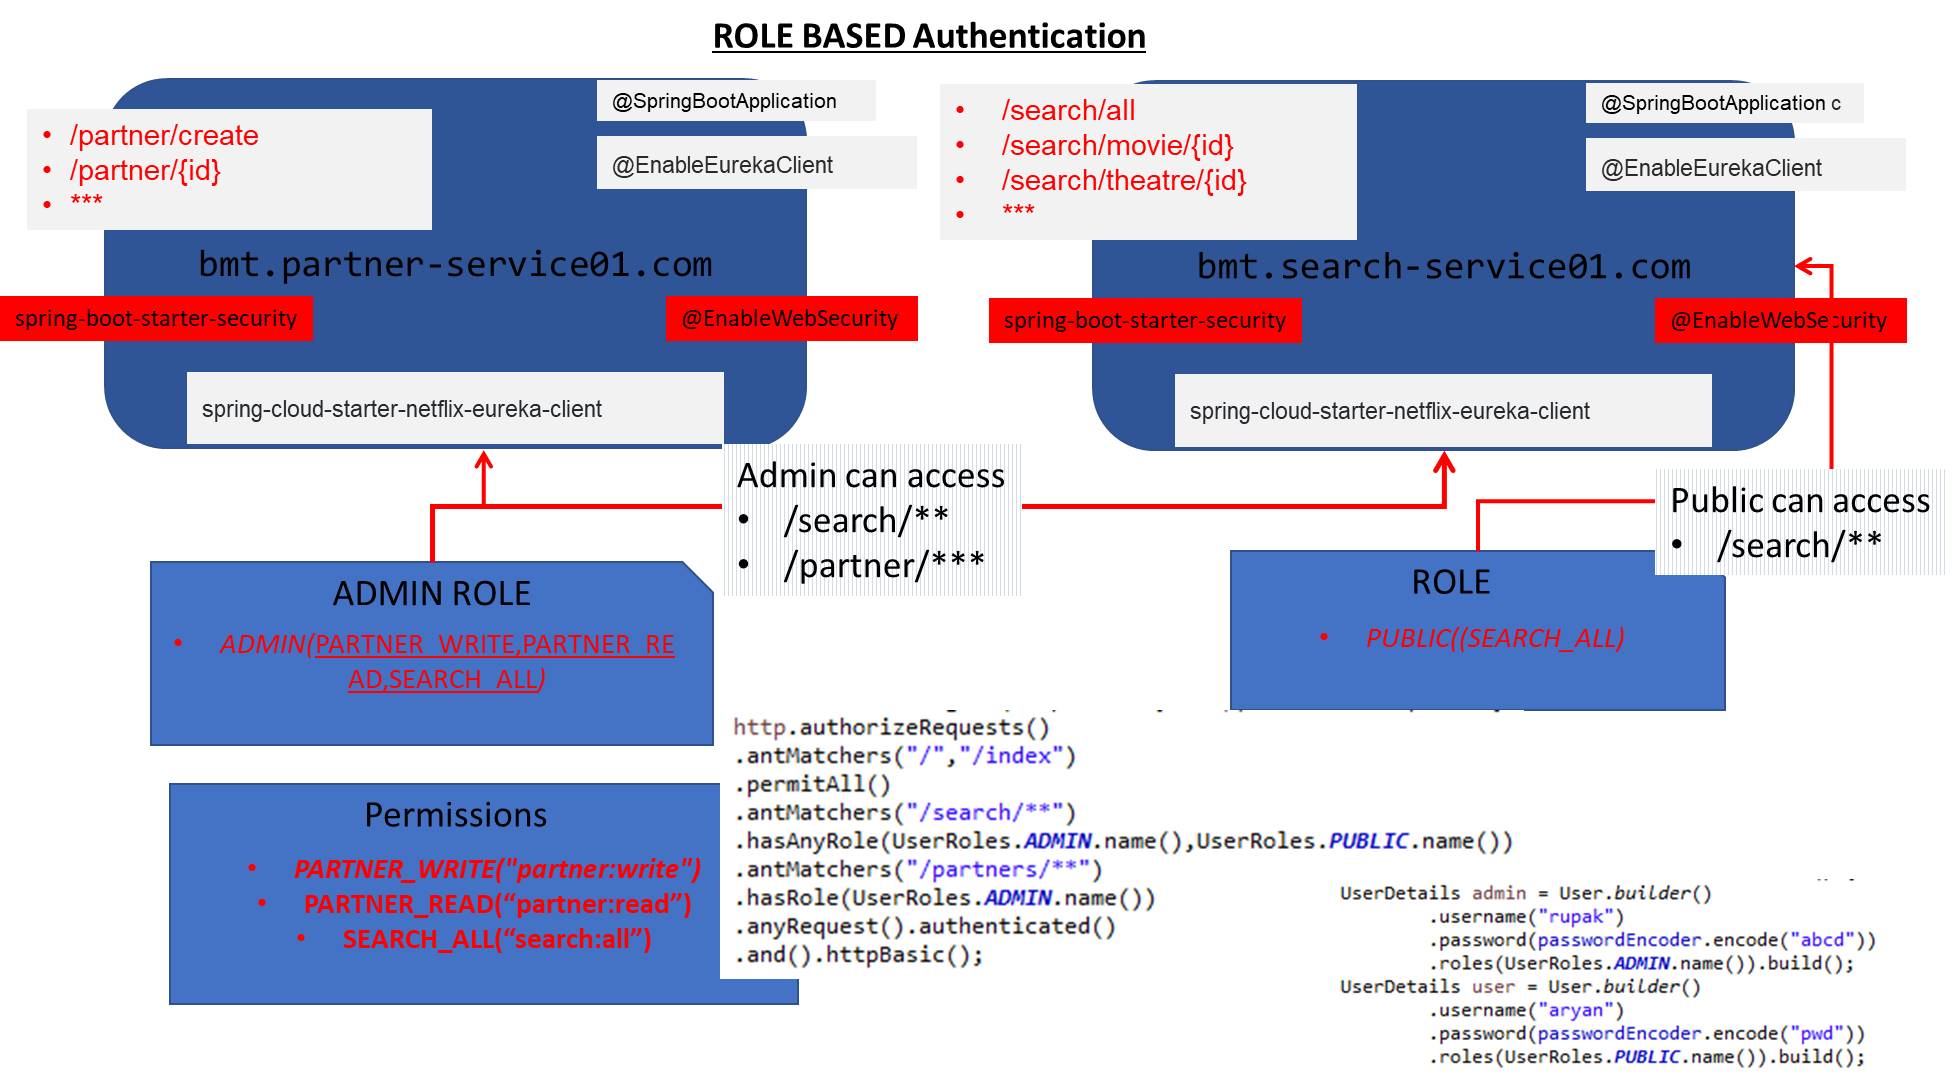 ROLE BASED Authentication
@SpringBootApplication
@EnableEurekaClient
• /partner/create
• /partner/{id}
• ***
bmt.partner-service01.com
spring-boot-starter-security
@EnableWebSecurity
spring-cloud-starter-netflix-eureka-client
• /search/all
• /search/movie/{id}
• /search/theatre/{id}
• ***
@SpringBootApplication c
@EnableEurekaClient
bmt.search-service01.com
spring-boot-starter-security
@EnableWebSecurity
spring-cloud-starter-netflix-eureka-client
Admin can access
• /search/**
• /partner/***
Public can access
• /search/**
ADMIN ROLE
• ADMIN(PARTNER_WRITE,PARTNER_RE
AD,SEARCH_ALL)
ROLE
• PUBLIC((SEARCH_ALL)
Permissions
• PARTNER_WRITE("partner:write")
• PARTNER_READ(“partner:read”)
• SEARCH_ALL(“search:all”)
http.authorizeRequests()
.antMatchers("/","/index")
.permitAll()
.antMatchers("/search/**")
.hasAnyRole(UserRoles.ADMIN.name(),UserRoles.PUBLIC.name())
.antMatchers("/partners/**")
.hasRole(UserRoles.ADMIN.name())
.anyRequest().authenticated()
.and().httpBasic();
UserDetails admin = User.builder()
.username("rupak")
.password(passwordEncoder.encode("abcd"))
.roles(UserRoles.ADMIN.name()).build();
UserDetails user = User.builder()
.username("aryan")
.password(passwordEncoder.encode("pwd"))
.roles(UserRoles.PUBLIC.name()).build();